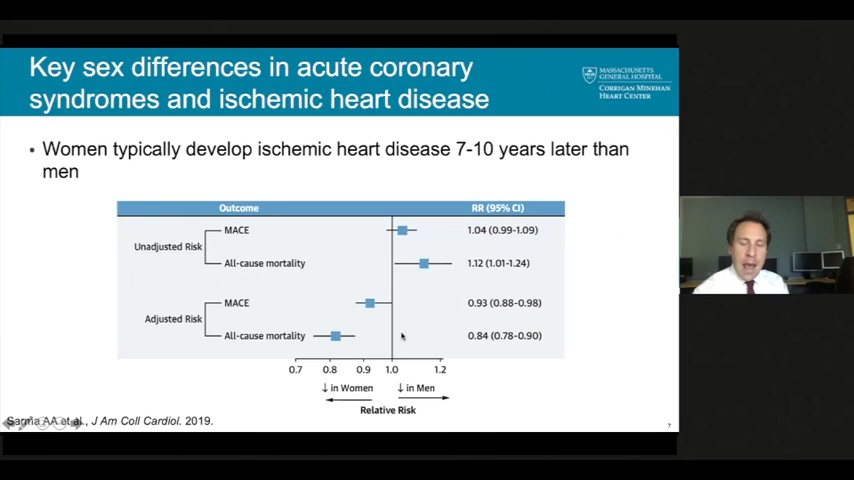 Key sex differences in acute coronary
syndromes and ischemic heart disease
MASSACHUSETTS
GENERAL HOSPITAL
CORRIGAN MINEHAN
HEART CENTER
• Women typically develop ischemic heart disease 7-10 years later than
men
Outcome RR (95% CI)
Unadjusted Risk
MACE 1.04 (0.99-1.09)
All-cause mortality 1.12 (1.01-1.24)
Adjusted Risk
MACE 0.93 (0.88-0.98)
All-cause mortality 0.84 (0.78-0.90)
0.7 0.8 0.9 1.0 1.2
↓ in Women ↓ in Men
Relative Risk
Sarma AA et al., J Am Coll Cardiol. 2019.
7